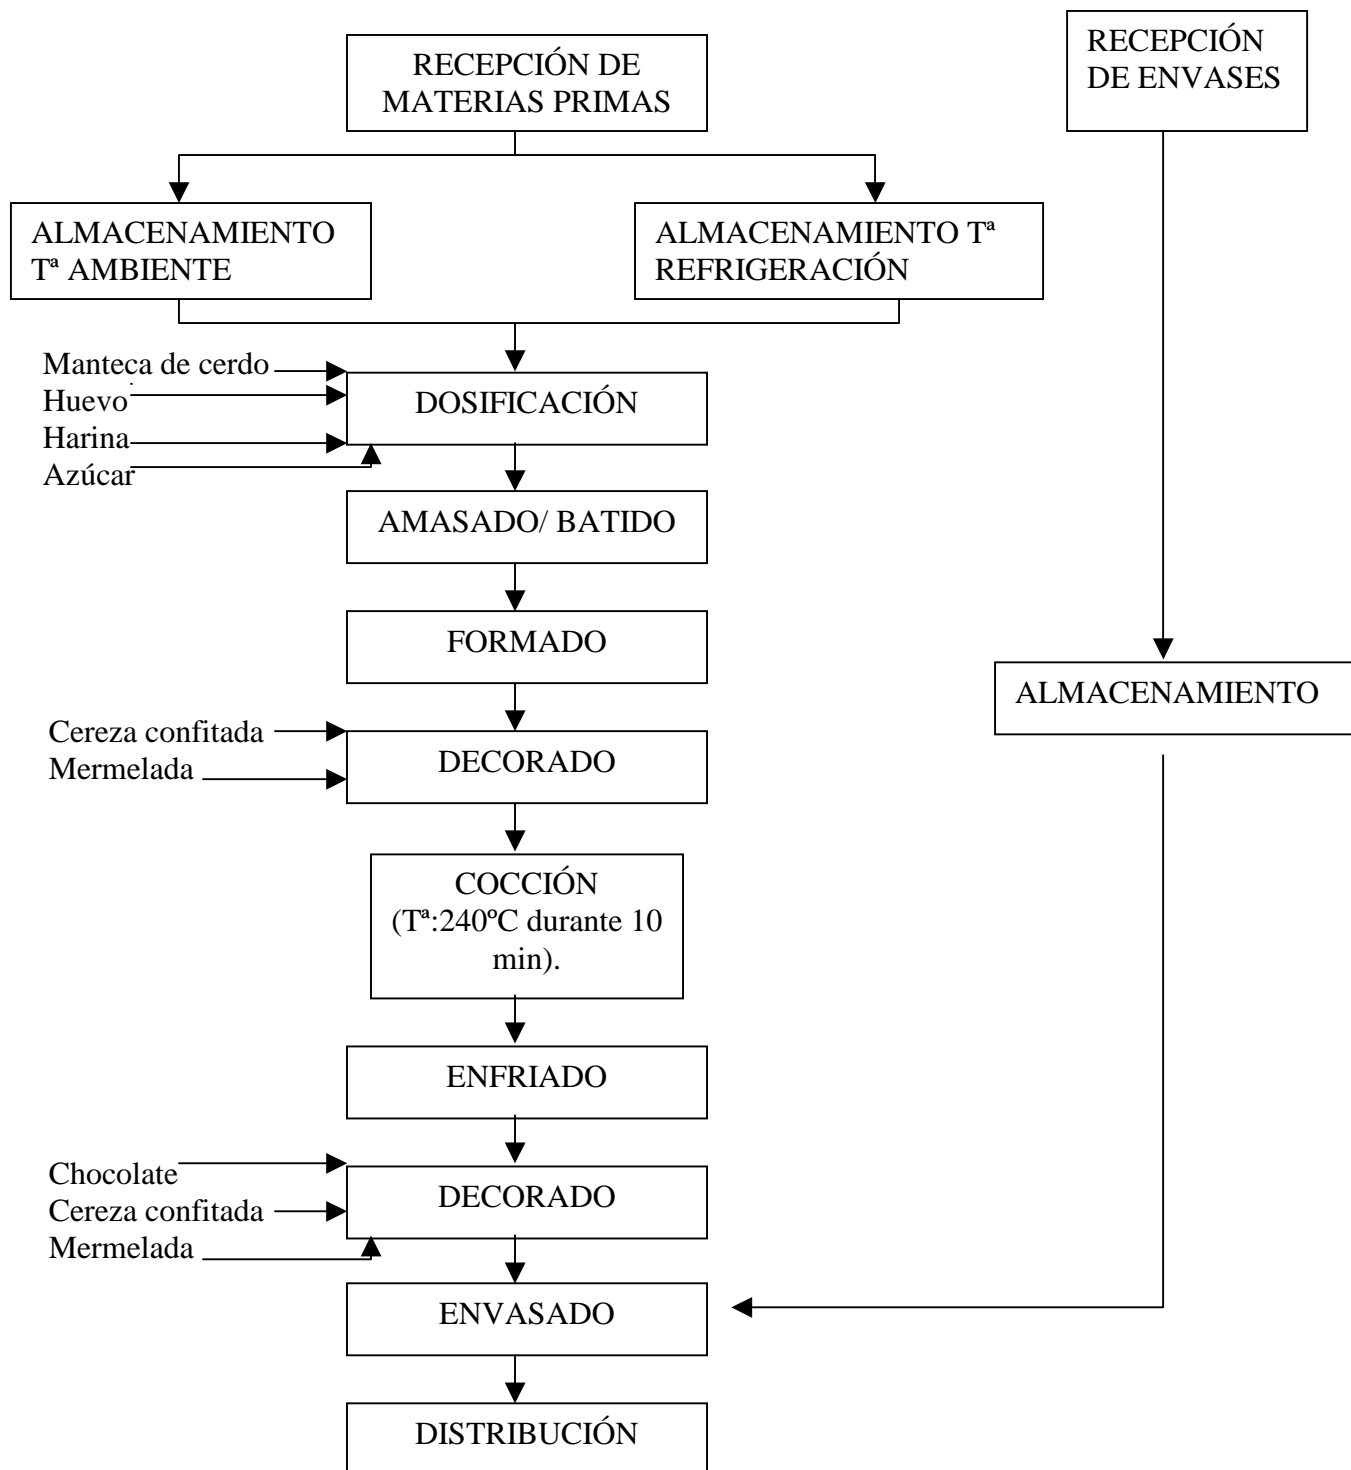 RECEPCIÓN DE
MATERIAS PRIMAS
RECEPCIÓN
DE ENVASES
ALMACENAMIENTO
Tª AMBIENTE
ALMACENAMIENTO Tª
REFRIGERACIÓN
Manteca de cerdo
Huevo
Harina
Azúcar
DOSIFICACIÓN
AMASADO/ BATIDO
FORMADO
ALMACENAMIENTO
Cereza confitada
Mermelada
DECORADO
COCCIÓN
(Tª:240ºC durante 10
min).
ENFRIADO
Chocolate
Cereza confitada
Mermelada
DECORADO
ENVASADO
DISTRIBUCIÓN